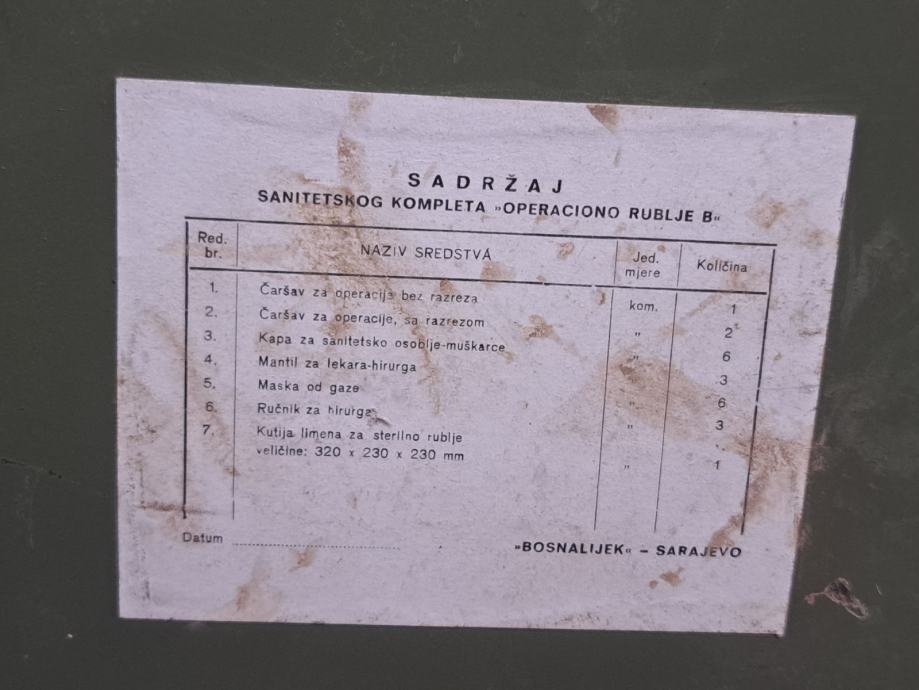 SADRŽAJ
SANITETSKOG KOMPLETA »OPERACIONO RUBLJE B«
Red. br. NAZIV SREDSTVA Jed. mjere Količina
1. Čaršav za operacije bez razreza kom. 1
2. Čaršav za operacije, sa razrezom " 2
3. Kapa za sanitetsko osoblje-muškarce " 6
4. Mantil za lekara-hirurga 3
5. Maska od gaze " 6
6. Ručnik za hirurga " 3
7. Kutija limena za sterilno rublje
veličine: 320 x 230 x 230 mm " 1
Datum
»BOSNALIJEK« – SARAJEVO